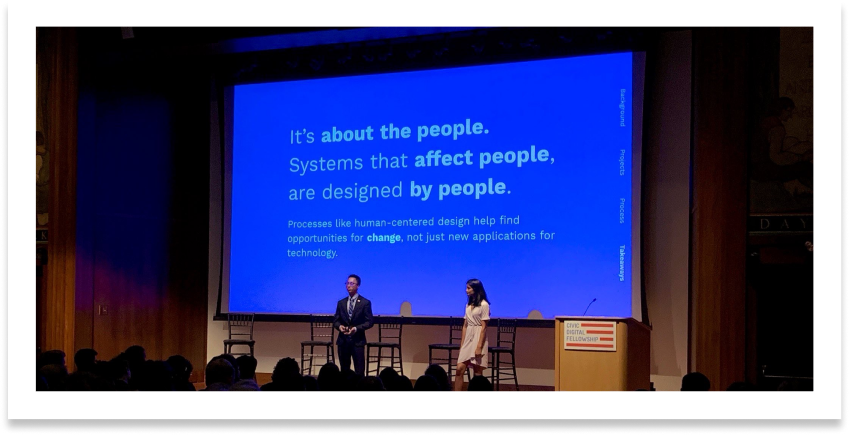 It's about the people.
Systems that affect people,
are designed by people.
Processes like human-centered design help find
opportunities for change, not just new applications for
technology.
Background
Projects
Process
Takeaways
CIVIC
DIGITAL
FELLOWSHIP
DAV